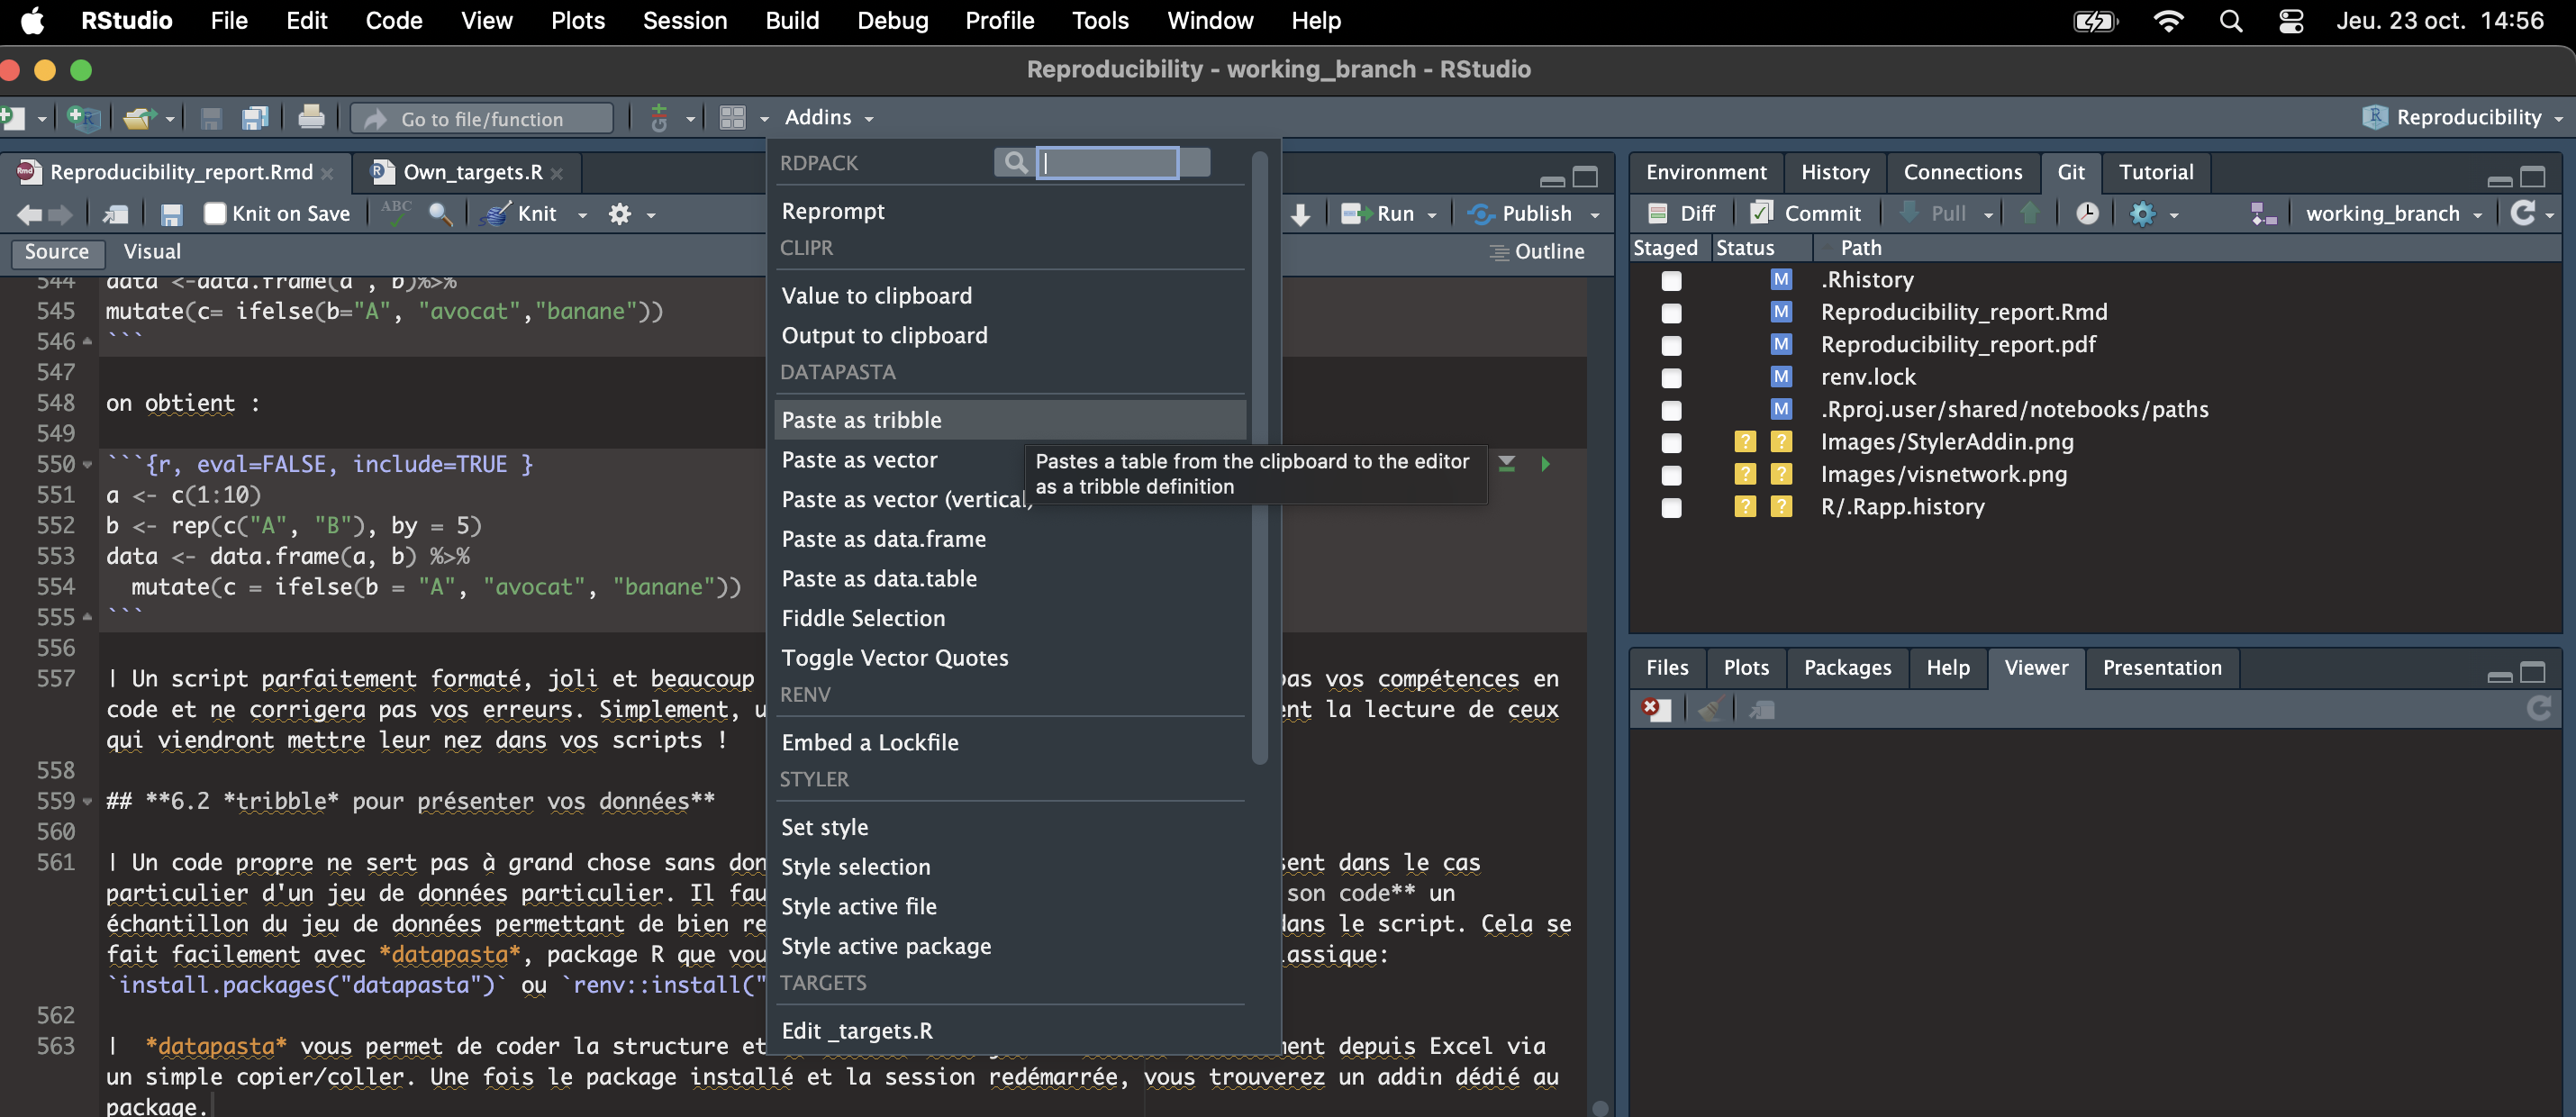 RStudio File Edit Code View Plots Session Build Debug Profile Tools Window Help Jeu. 23 oct. 14:56
Reproducibility - working_branch - RStudio
Go to file/function Addins Reproducibility
Reproducibility_report.Rmd Own_targets.R
Knit on Save ABC Knit Run Publish
Source Visual Outline
544 data <-data.frame(a , b)%>%
545 mutate(c= ifelse(b="A", "avocat","banane"))
546 ```
547
548 on obtient :
549
550 ```{r, eval=FALSE, include=TRUE }
551 a <- c(1:10)
552 b <- rep(c("A", "B"), by = 5)
553 data <- data.frame(a, b) %>%
554 mutate(c = ifelse(b = "A", "avocat", "banane"))
555 ```
556
557 | Un script parfaitement formaté, joli et beaucoup pas vos compétences en
code et ne corrigera pas vos erreurs. Simplement, u ent la lecture de ceux
qui viendront mettre leur nez dans vos scripts !
558
559 ## **6.2 *tribble* pour présenter vos données**
560
561 | Un code propre ne sert pas à grand chose sans don sent dans le cas
particulier d'un jeu de données particulier. Il fau son code** un
échantillon du jeu de données permettant de bien re dans le script. Cela se
fait facilement avec *datapasta*, package R que vou lassique:
`install.packages("datapasta")` ou `renv::install("
562
563 | *datapasta* vous permet de coder la structure et ment depuis Excel via
un simple copier/coller. Une fois le package installé et la session redémarrée, vous trouverez un addin dédié au
package.
RDPACK
Reprompt
CLIPR
Value to clipboard
Output to clipboard
DATAPASTA
Paste as tribble
Paste as vector
Paste as vector (vertical)
Paste as data.frame
Paste as data.table
Fiddle Selection
Toggle Vector Quotes
RENV
Embed a Lockfile
STYLER
Set style
Style selection
Style active file
Style active package
TARGETS
Edit _targets.R
Pastes a table from the clipboard to the editor
as a tribble definition
Environment History Connections Git Tutorial
Diff Commit Pull working_branch
Staged Status Path
M .Rhistory
M Reproducibility_report.Rmd
M Reproducibility_report.pdf
M renv.lock
M .Rproj.user/shared/notebooks/paths
? ? Images/StylerAddin.png
? ? Images/visnetwork.png
? ? R/.Rapp.history
Files Plots Packages Help Viewer Presentation